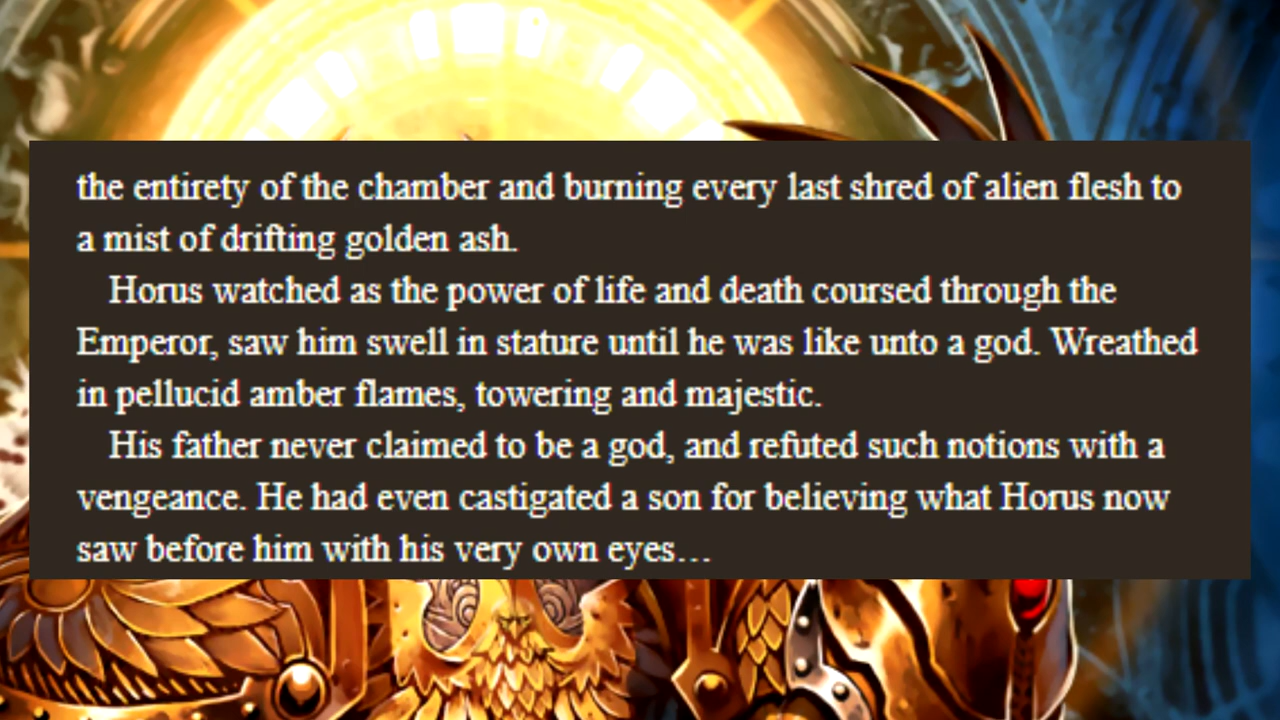 the entirety of the chamber and burning every last shred of alien flesh to
a mist of drifting golden ash.
Horus watched as the power of life and death coursed through the
Emperor, saw him swell in stature until he was like unto a god. Wreathed
in pellucid amber flames, towering and majestic.
His father never claimed to be a god, and refuted such notions with a
vengeance. He had even castigated a son for believing what Horus now
saw before him with his very own eyes…